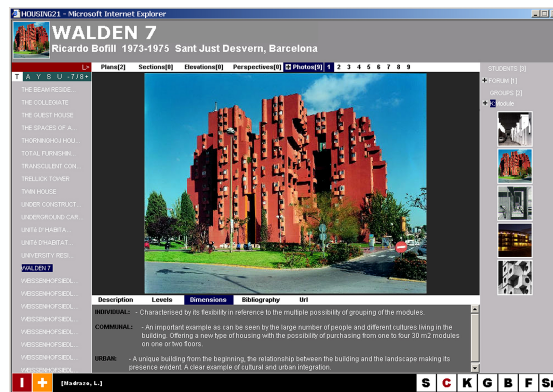 HOUSING21 - Microsoft Internet Explorer
WALDEN 7
Ricardo Bofill 1973-1975 Sant Just Desvern, Barcelona
L>
Plans[2] Sections[0] Elevations[0] Perspectives[0] Photos[9] 1 2 3 4 5 6 7 8 9
T A Y B U -7/8+
STUDENTS [3]
FORUM [1]
GROUPS [2]
Module
THE BEAM RESIDE...
THE COLLEGIATE
THE GUEST HOUSE
THE SPACES OF A...
THORNINGHOJ HOU...
TOTAL FURNISHIN...
TRANSCULENT CON...
TRELLICK TOWER
TWIN HOUSE
UNDER CONSTRUCT...
UNDERGROUND CAR...
UNITA D'HABITA...
UNITA D'HABITAT...
UNIVERSITY RESI...
WALDEN 7
WEISSENHOFSIEDL...
WEISSENHOFSIEDL...
WEISSENHOFSIEDL...
WEISSENHOFSIEDL...
WEISSENHOFSIEDL...
WEISSENHOFSIEDL...
WEISSENHOFSIEDL...
WEISSENHOFSIEDL...
Description Levels Dimensions Bibliography Url
INDIVIDUAL: - Characterised by its flexibility in reference to the multiple possibility of grouping of the modules.
COMMUNAL: - An important example as can be seen by the large number of people and different cultures living in the
building. Offering a new type of housing with the possibility of purchasing from one to four 30 m2 modules
on one or two floors.
URBAN: - A unique building from the beginning, the relationship between the building and the landscape making its
presence evident. A clear example of cultural and urban integration.
I + [Madrazo, L.] S C K G B F